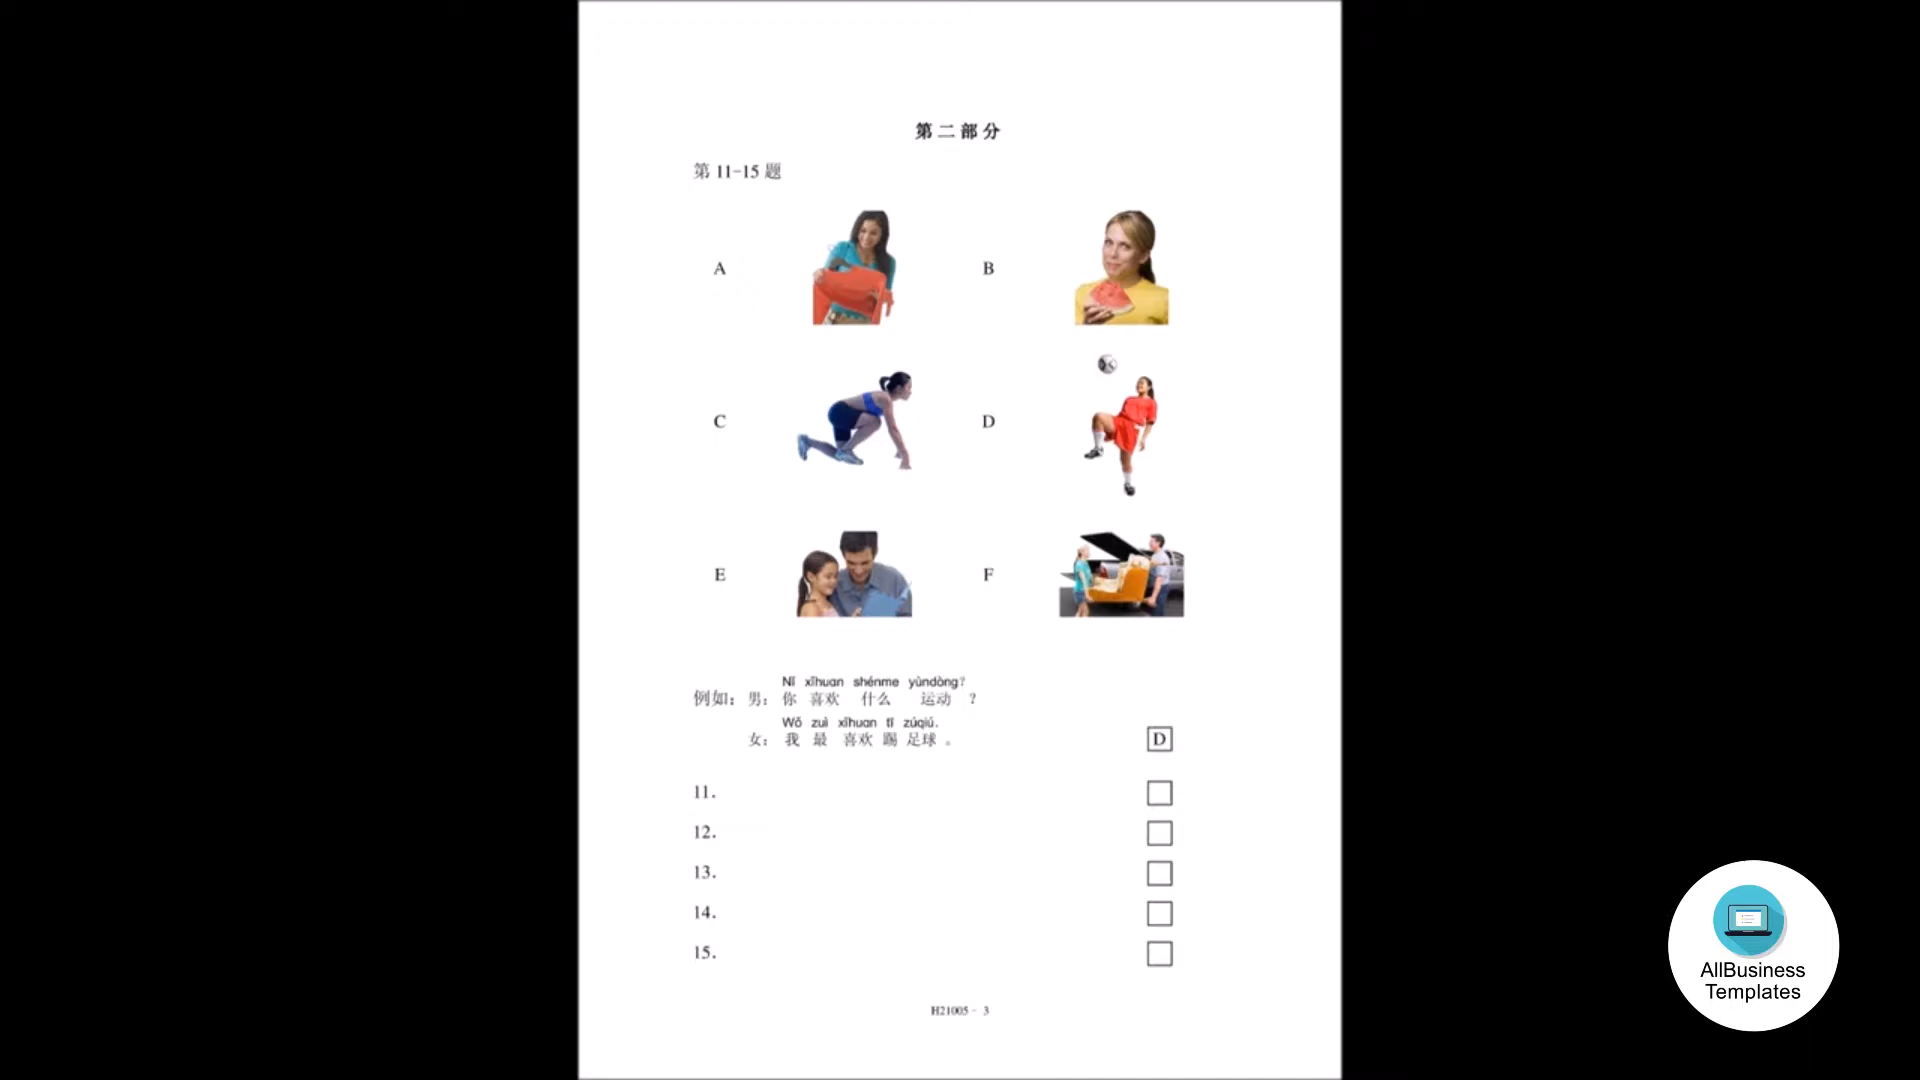 第二部分
第 11-15 题
A
B
C
D
E
F
Nǐ xǐhuan shénme yùndòng?
例如：男：你 喜欢 什么 运动 ？
Wǒ zuì xǐhuan tī zúqiú.
女：我 最 喜欢 踢 足球 。
D
11.
12.
13.
14.
15.
H21005 - 3
AllBusiness
Templates